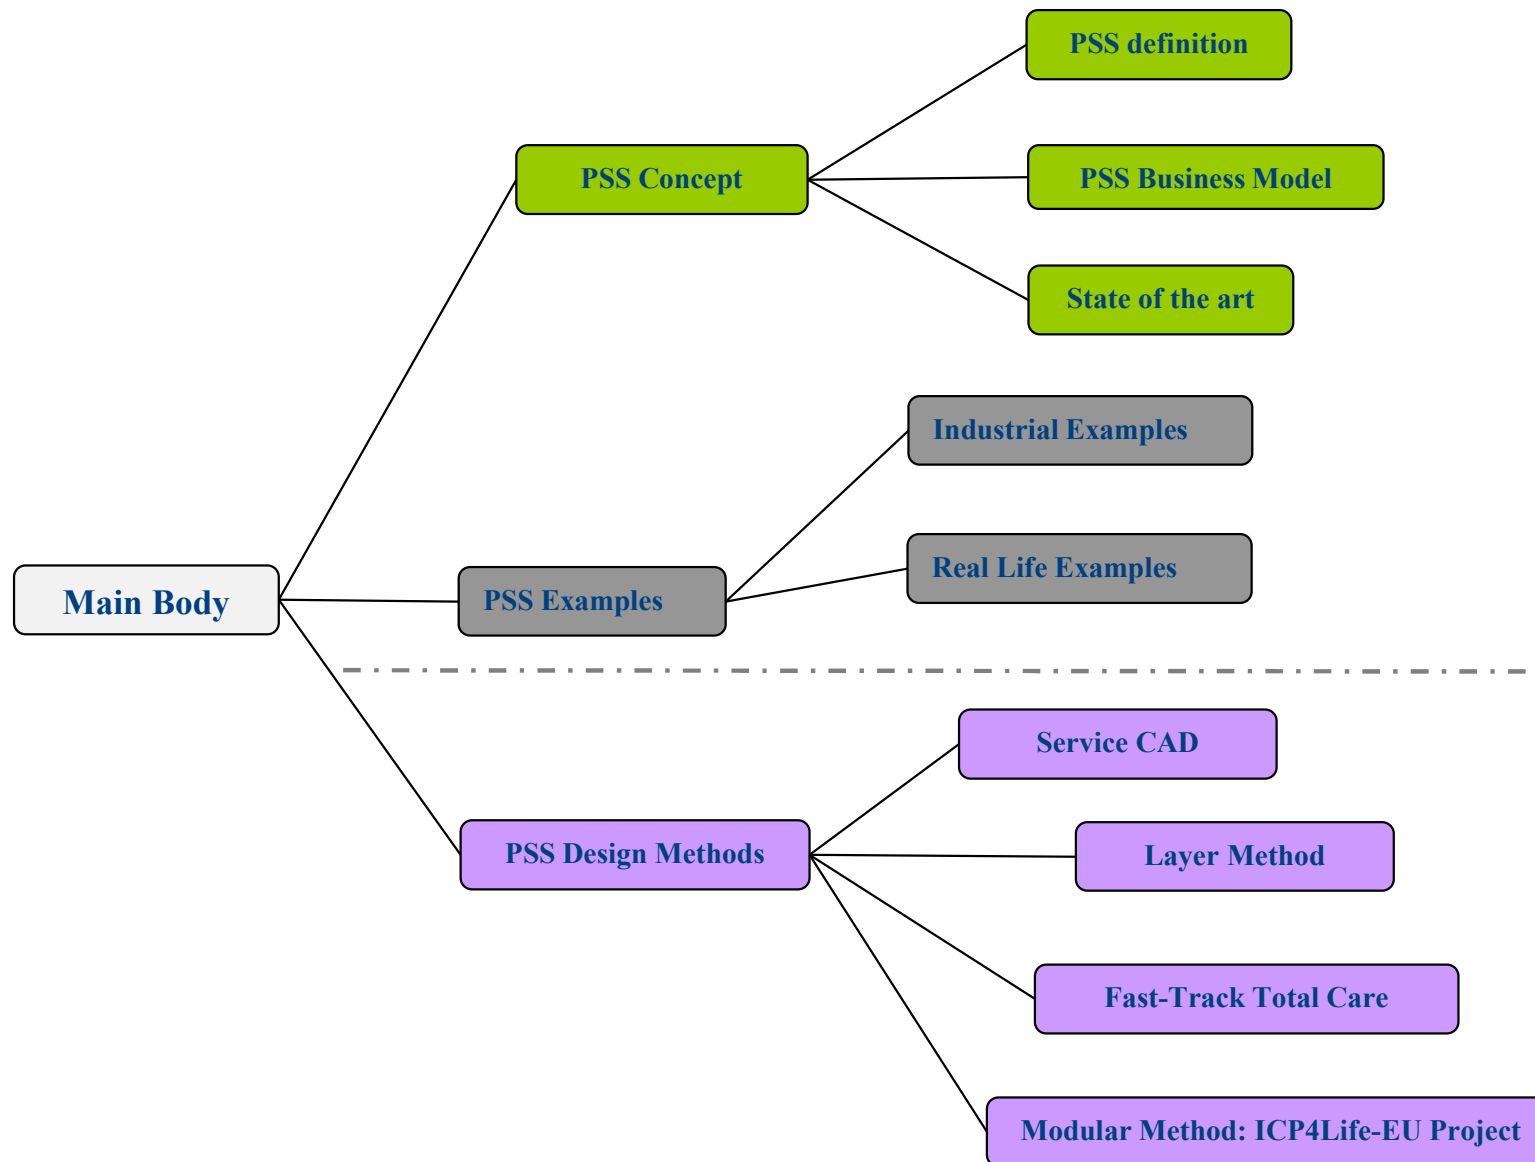 PSS definition
PSS Concept
PSS Business Model
State of the art
Industrial Examples
Real Life Examples
Main Body
PSS Examples
Service CAD
PSS Design Methods
Layer Method
Fast-Track Total Care
Modular Method: ICP4Life-EU Project